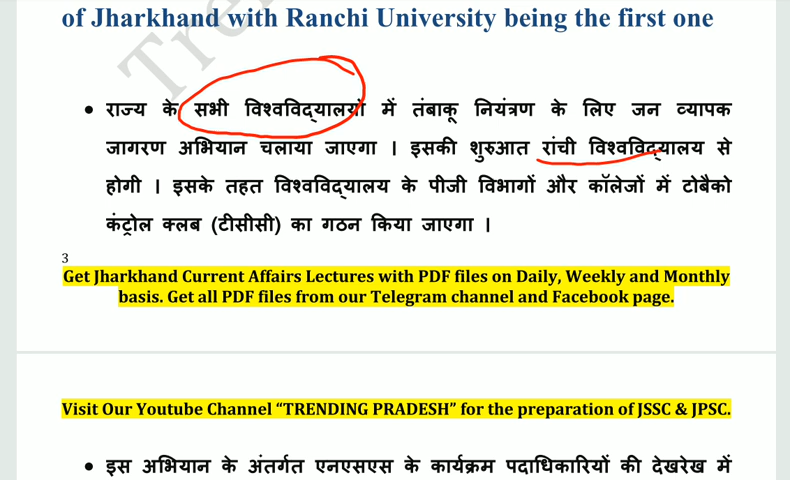 of Jharkhand with Ranchi University being the first one
Tre
• राज्य के सभी विश्वविद्यालयों में तंबाकू नियंत्रण के लिए जन व्यापक
जागरण अभियान चलाया जाएगा । इसकी शुरुआत रांची विश्वविद्यालय से
होगी । इसके तहत विश्वविद्यालय के पीजी विभागों और कॉलेजों में टोबैको
कंट्रोल क्लब (टीसीसी) का गठन किया जाएगा ।
3
Get Jharkhand Current Affairs Lectures with PDF files on Daily, Weekly and Monthly
basis. Get all PDF files from our Telegram channel and Facebook page.
Visit Our Youtube Channel “TRENDING PRADESH” for the preparation of JSSC & JPSC.
• इस अभियान के अंतर्गत एनएसएस के कार्यक्रम पदाधिकारियों की देखरेख में